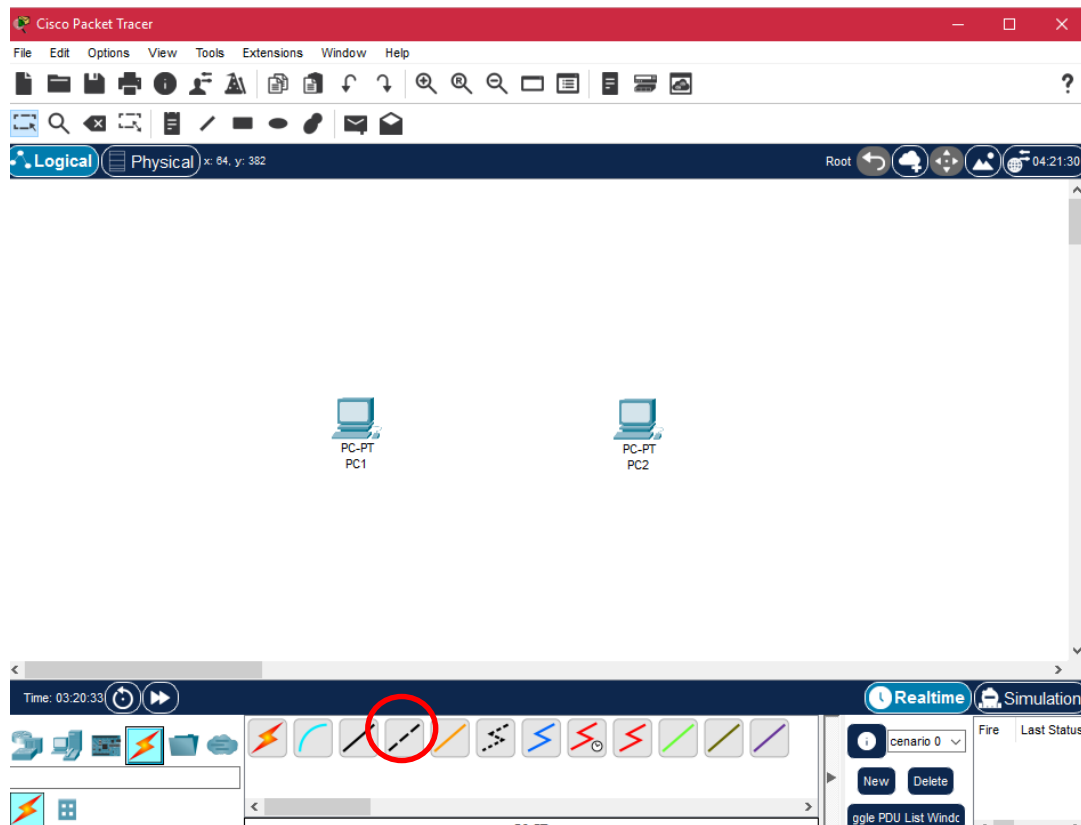 Cisco Packet Tracer
File Edit Options View Tools Extensions Window Help
?
Logical Physical x: 64, y: 382 Root 04:21:30
PC-PT
PC1
PC-PT
PC2
Time: 03:20:33 Realtime Simulation
cenario 0 Fire Last Status
New Delete
ggle PDU List Windc